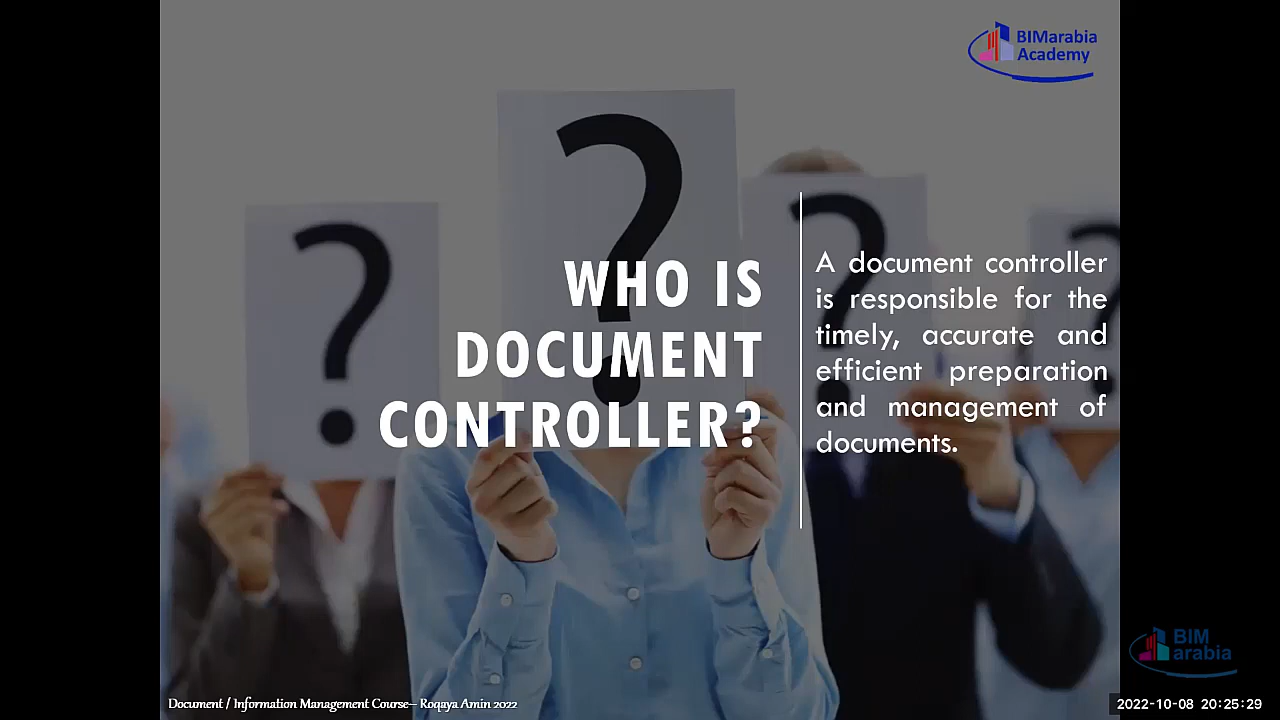 BIMarabia
Academy
?
?
?
?
WHO IS
DOCUMENT
CONTROLLER?
A document controller
is responsible for the
timely, accurate and
efficient preparation
and management of
documents.
BIM
arabia
Document / Information Management Course– Roqaya Amin 2022
2022-10-08 20:25:29